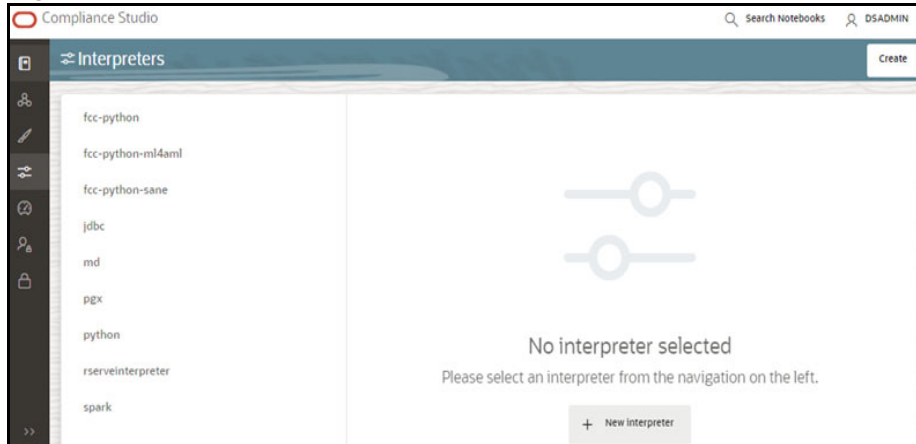 Compliance Studio
Search Notebooks
DSADMIN
Interpreters
Create
fcc-python
fcc-python-ml4aml
fcc-python-sane
jdbc
md
pgx
python
rserveinterpreter
spark
No interpreter selected
Please select an interpreter from the navigation on the left.
+ New interpreter
>>